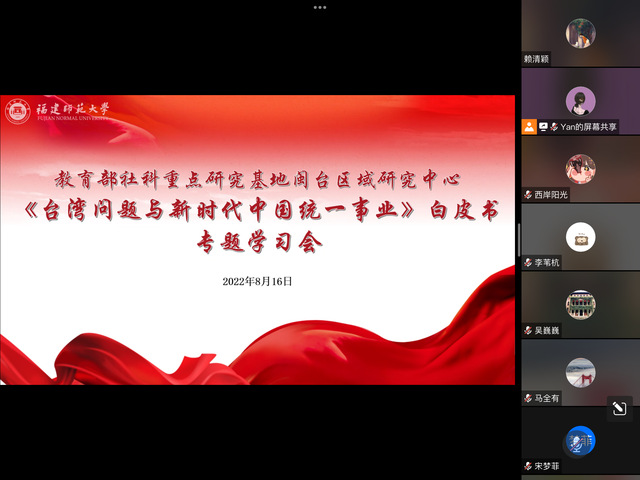 福建师范大學
FUJIAN NORMAL UNIVERSITY
教育部社科重点研究基地闽台区域研究中心
《台湾问题与新时代中国统一事业》白皮书
专题学习会
2022年8月16日
赖清颖
Yan的屏幕共享
西岸阳光
李苇杭
吴巍巍
马全有
宋梦菲